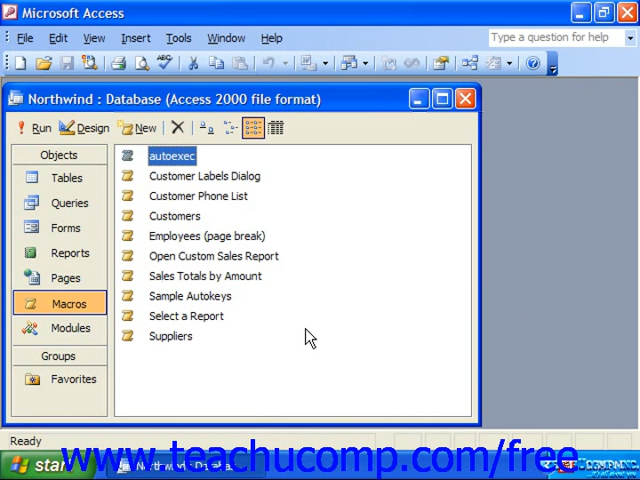 Microsoft Access
File Edit View Insert Tools Window Help
Type a question for help
Northwind : Database (Access 2000 file format)
Run Design New
Objects
Tables
Queries
Forms
Reports
Pages
Macros
Modules
Groups
Favorites
autoexec
Customer Labels Dialog
Customer Phone List
Customers
Employees (page break)
Open Custom Sales Report
Sales Totals by Amount
Sample Autokeys
Select a Report
Suppliers
Ready
start
Northwind : Databa
www.teachucomp.com/free